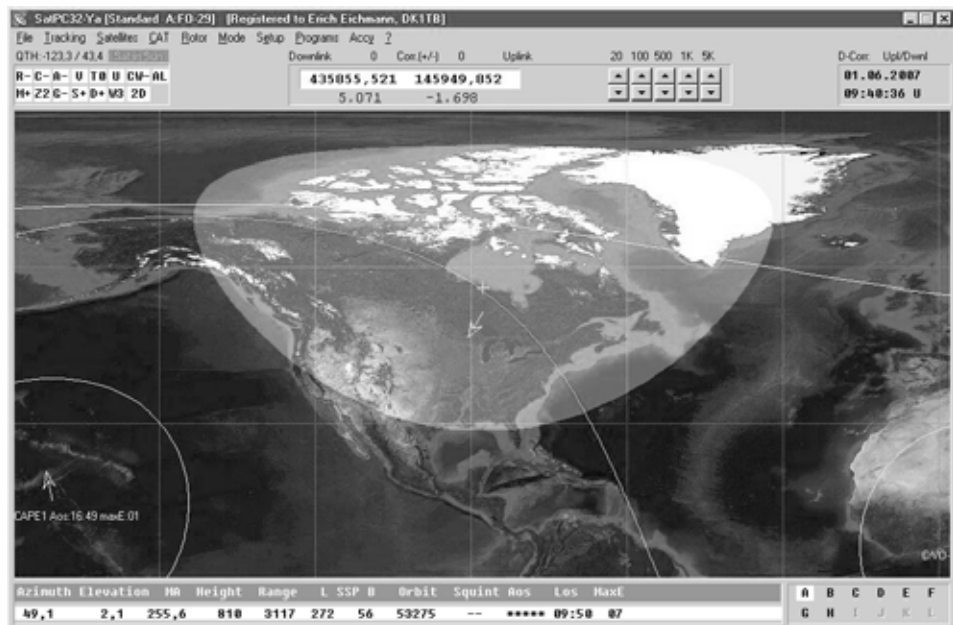 SatPC32-Ya [Standard A:FO-29] [Registered to Erich Eichmann, DK1TB]
File Tracking Satellites CAT Rotor Mode Setup Programs Accy ?
QTH:-123,3 / 43,4 Downlink 0 Corr.(+/-) 0 Uplink 20 100 500 1K 5K D-Corr. Upl/Dwnl
R- C- A- V T0 U CW- AL 435855,521 145949,852 01.06.2007
M+ Z2 G- S+ D+ W3 2D 5.071 -1.698 09:40:36 U
CAPE1 Aos:16:49 maxE:01
Azimuth Elevation MA Height Range L SSP B Orbit Squint Aos Los MaxE A B C D E F
49,1 2,1 255,6 810 3117 272 56 53275 -- ***** 09:50 07 G H I J K L